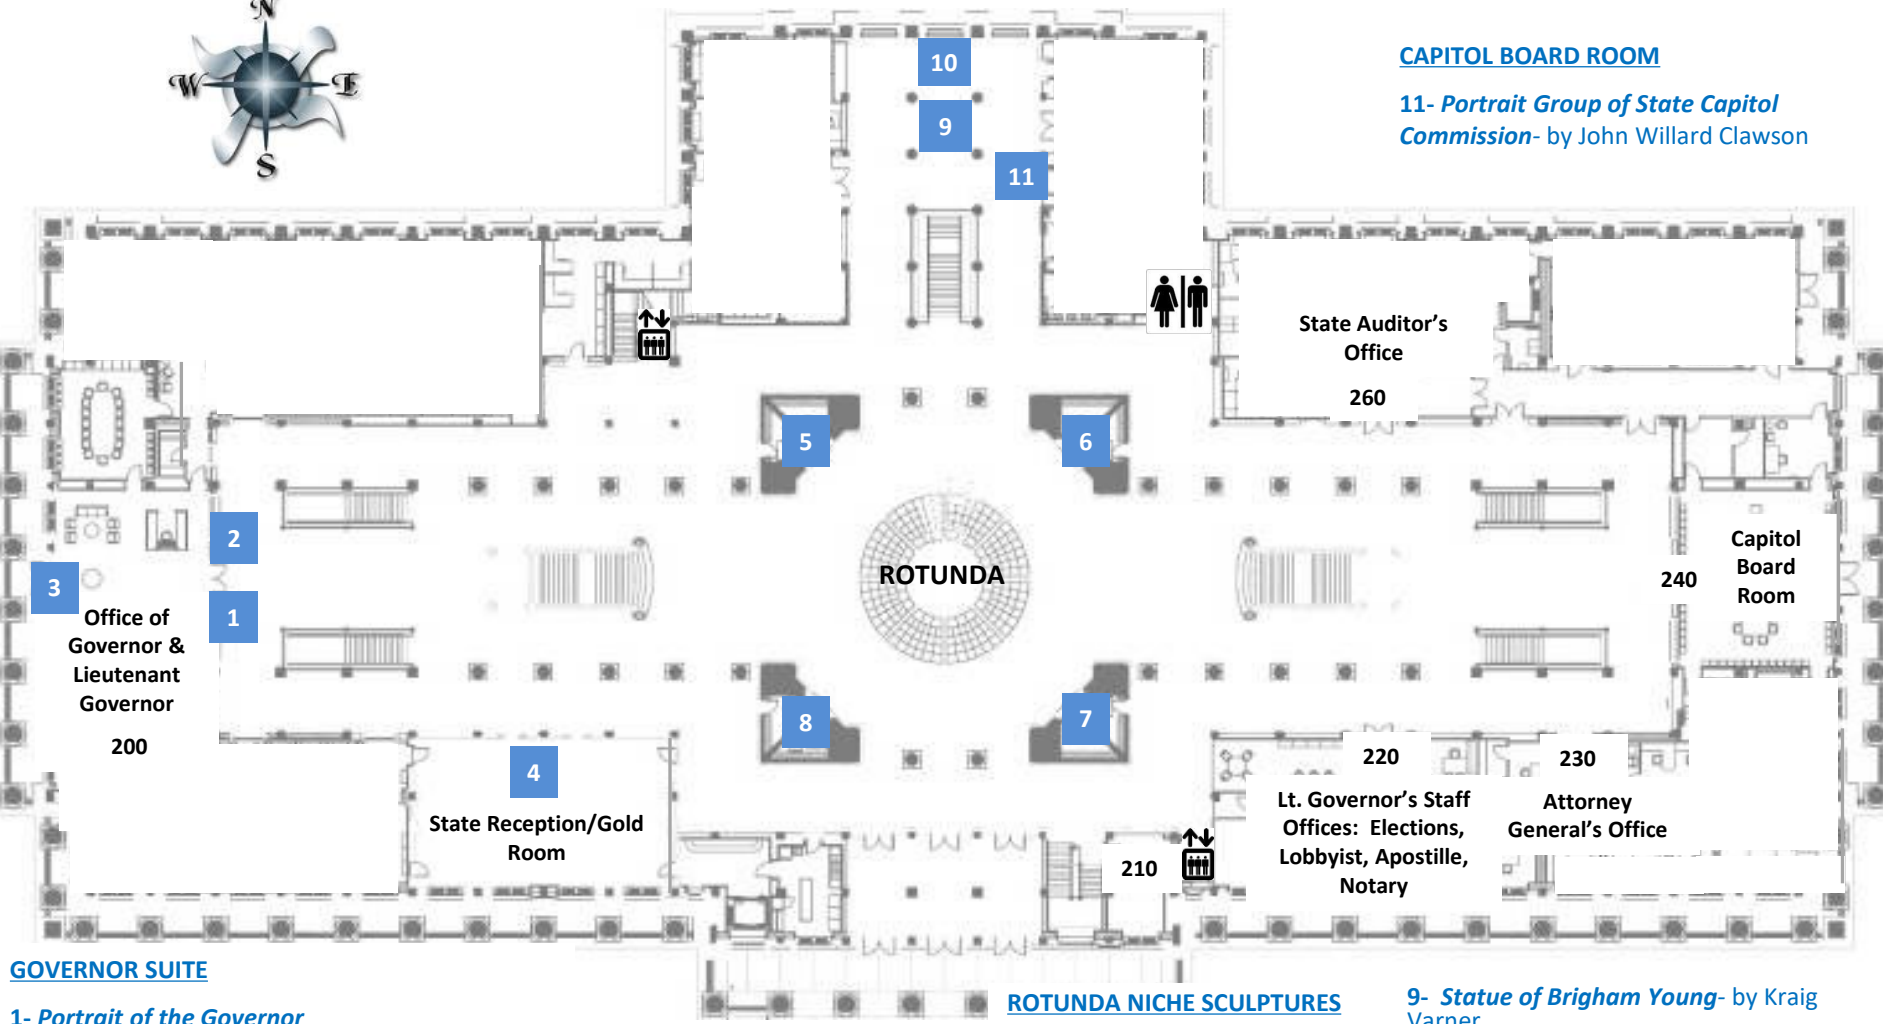 N
W
E
S
CAPITOL BOARD ROOM
11- Portrait Group of State Capitol
Commission- by John Willard Clawson
10
9
11
State Auditor's
Office
260
5
6
2
3
1
ROTUNDA
Capitol
Board
Room
240
Office of
Governor &
Lieutenant
Governor
200
8
7
4
State Reception/Gold
Room
220
230
Lt. Governor's Staff
Offices: Elections,
Lobbyist, Apostille,
Notary
Attorney
General's Office
210
GOVERNOR SUITE
1- Portrait of the Governor
ROTUNDA NICHE SCULPTURES
9- Statue of Brigham Young- by Kraig
Varner